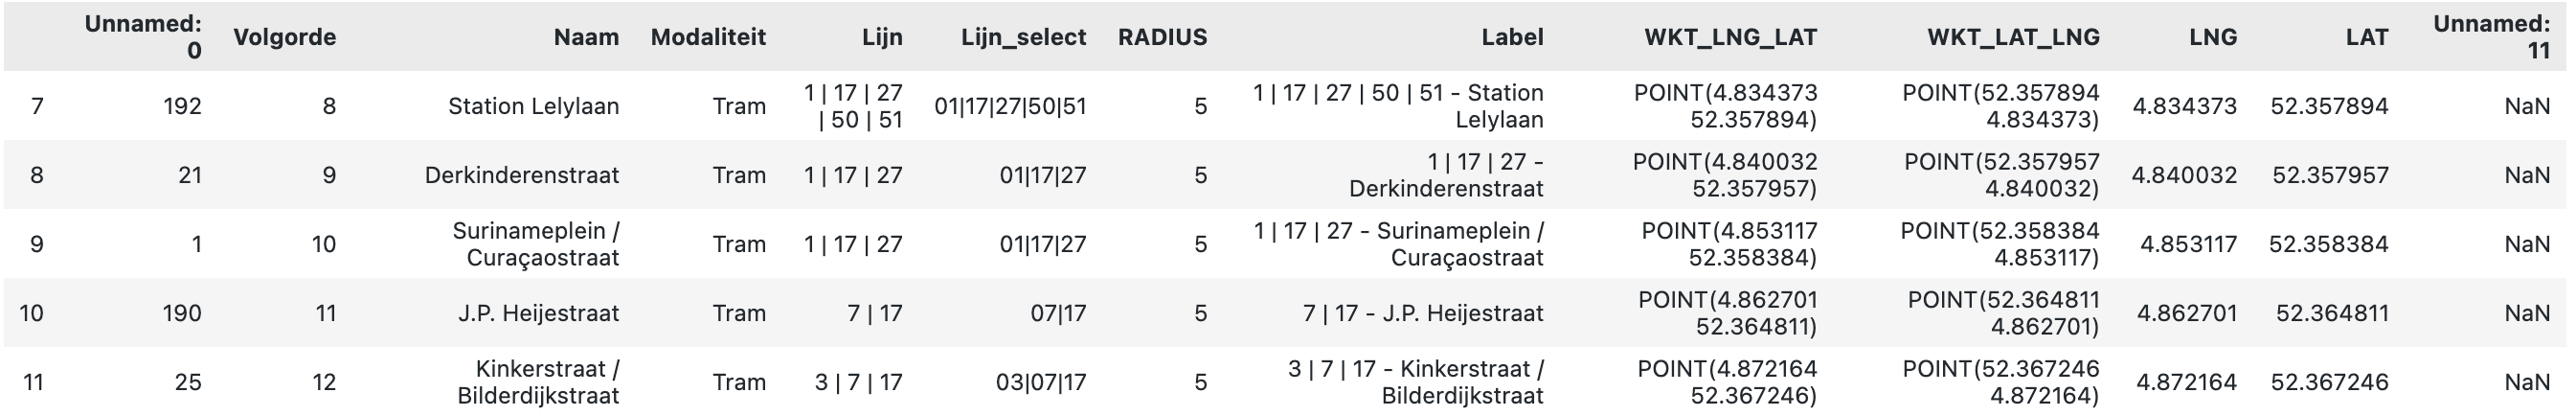 Unnamed: 0 Volgorde Naam Modaliteit Lijn Lijn_select RADIUS Label WKT_LNG_LAT WKT_LAT_LNG LNG LAT Unnamed: 11
7 192 8 Station Lelylaan Tram 1 | 17 | 27 | 50 | 51 01|17|27|50|51 5 1 | 17 | 27 | 50 | 51 - Station Lelylaan POINT(4.834373 52.357894) POINT(52.357894 4.834373) 4.834373 52.357894 NaN
8 21 9 Derkinderenstraat Tram 1 | 17 | 27 01|17|27 5 1 | 17 | 27 - Derkinderenstraat POINT(4.840032 52.357957) POINT(52.357957 4.840032) 4.840032 52.357957 NaN
9 1 10 Surinameplein / Curaçaostraat Tram 1 | 17 | 27 01|17|27 5 1 | 17 | 27 - Surinameplein / Curaçaostraat POINT(4.853117 52.358384) POINT(52.358384 4.853117) 4.853117 52.358384 NaN
10 190 11 J.P. Heijestraat Tram 7 | 17 07|17 5 7 | 17 - J.P. Heijestraat POINT(4.862701 52.364811) POINT(52.364811 4.862701) 4.862701 52.364811 NaN
11 25 12 Kinkerstraat / Bilderdijkstraat Tram 3 | 7 | 17 03|07|17 5 3 | 7 | 17 - Kinkerstraat / Bilderdijkstraat POINT(4.872164 52.367246) POINT(52.367246 4.872164) 4.872164 52.367246 NaN